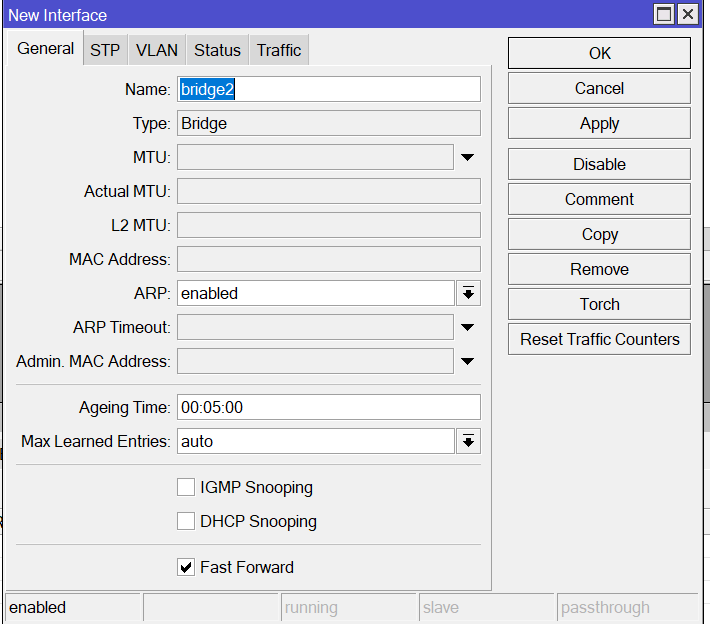 New Interface
General STP VLAN Status Traffic
Name: bridge2
Type: Bridge
MTU:
Actual MTU:
L2 MTU:
MAC Address:
ARP: enabled
ARP Timeout:
Admin. MAC Address:
Ageing Time: 00:05:00
Max Learned Entries: auto
IGMP Snooping
DHCP Snooping
Fast Forward
OK
Cancel
Apply
Disable
Comment
Copy
Remove
Torch
Reset Traffic Counters
enabled running slave passthrough